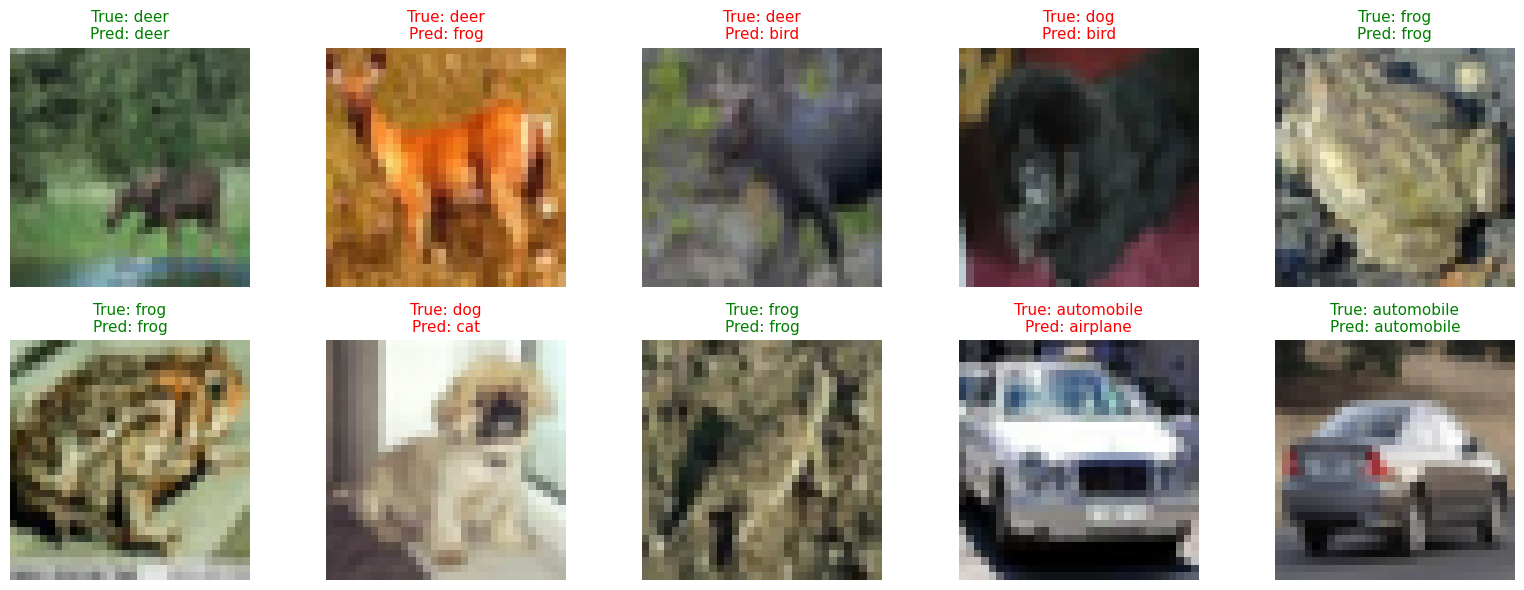 True: deer
Pred: deer
True: deer
Pred: frog
True: deer
Pred: bird
True: dog
Pred: bird
True: frog
Pred: frog
True: frog
Pred: frog
True: dog
Pred: cat
True: frog
Pred: frog
True: automobile
Pred: airplane
True: automobile
Pred: automobile